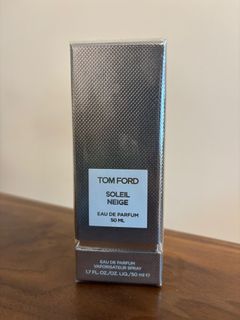 TOM FORD
SOLEIL
NEIGE
EAU DE PARFUM
50 ML
EAU DE PARFUM
VAPORISATEUR SPRAY
1.7 FL.OZ./OZ. LIQ./50 ml ℮